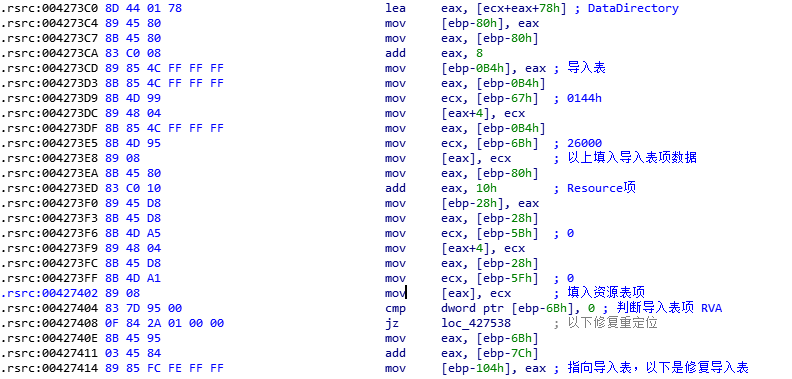 .rsrc:004273C0 8D 44 01 78 lea eax, [ecx+eax+78h] ; DataDirectory
.rsrc:004273C4 89 45 80 mov [ebp-80h], eax
.rsrc:004273C7 8B 45 80 mov eax, [ebp-80h]
.rsrc:004273CA 83 C0 08 add eax, 8
.rsrc:004273CD 89 85 4C FF FF FF mov [ebp-0B4h], eax ; 导入表
.rsrc:004273D3 8B 85 4C FF FF FF mov eax, [ebp-0B4h]
.rsrc:004273D9 8B 4D 99 mov ecx, [ebp-67h] ; 0144h
.rsrc:004273DC 89 48 04 mov [eax+4], ecx
.rsrc:004273DF 8B 85 4C FF FF FF mov eax, [ebp-0B4h]
.rsrc:004273E5 8B 4D 95 mov ecx, [ebp-6Bh] ; 26000
.rsrc:004273E8 89 08 mov [eax], ecx ; 以上填入导入表项数据
.rsrc:004273EA 8B 45 80 mov eax, [ebp-80h]
.rsrc:004273ED 83 C0 10 add eax, 10h ; Resource项
.rsrc:004273F0 89 45 D8 mov [ebp-28h], eax
.rsrc:004273F3 8B 45 D8 mov eax, [ebp-28h]
.rsrc:004273F6 8B 4D A5 mov ecx, [ebp-5Bh] ; 0
.rsrc:004273F9 89 48 04 mov [eax+4], ecx
.rsrc:004273FC 8B 45 D8 mov eax, [ebp-28h]
.rsrc:004273FF 8B 4D A1 mov ecx, [ebp-5Fh] ; 0
.rsrc:00427402 89 08 mov [eax], ecx ; 填入资源表项
.rsrc:00427404 83 7D 95 00 cmp dword ptr [ebp-6Bh], 0 ; 判断导入表项 RVA
.rsrc:00427408 0F 84 2A 01 00 00 jz loc_427538 ; 以下修复重定位
.rsrc:0042740E 8B 45 95 mov eax, [ebp-6Bh]
.rsrc:00427411 03 45 84 add eax, [ebp-7Ch]
.rsrc:00427414 89 85 FC FE FF FF mov [ebp-104h], eax ; 指向导入表，以下是修复导入表